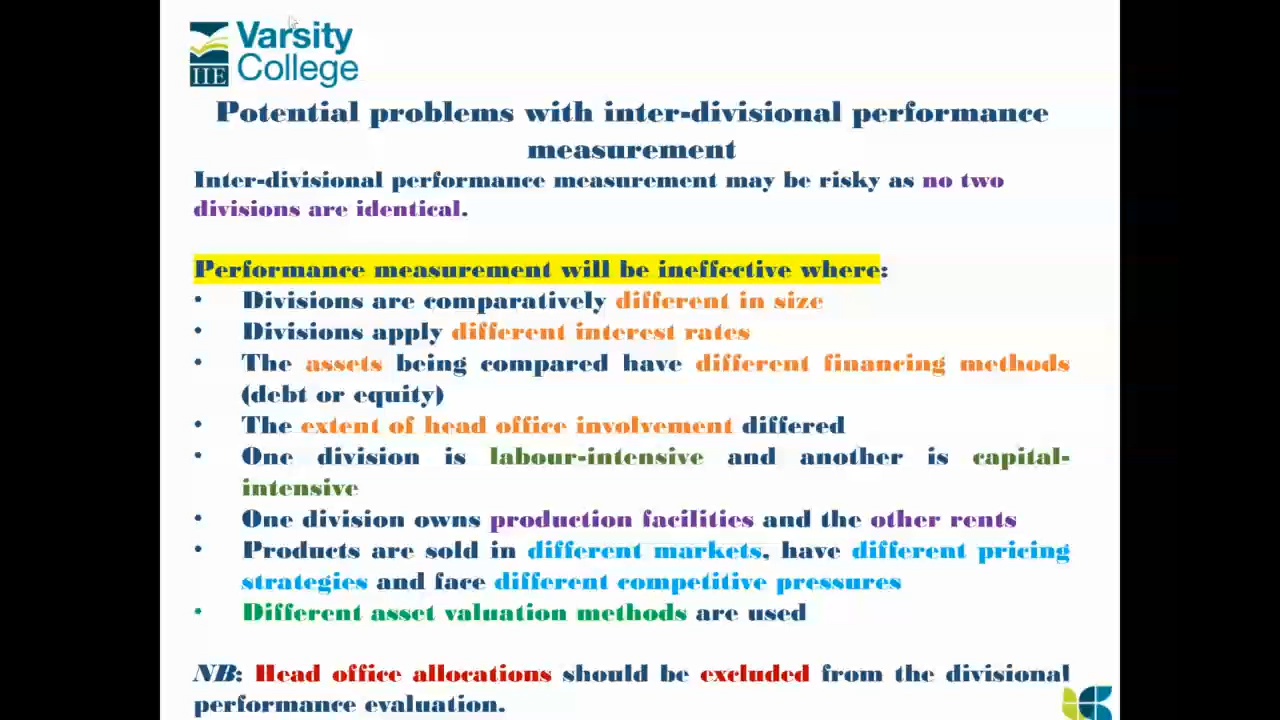 Varsity
College
IIE
Potential problems with inter-divisional performance
measurement
Inter-divisional performance measurement may be risky as no two
divisions are identical.
Performance measurement will be ineffective where:
• Divisions are comparatively different in size
• Divisions apply different interest rates
• The assets being compared have different financing methods
(debt or equity)
• The extent of head office involvement differed
• One division is labour-intensive and another is capital-
intensive
• One division owns production facilities and the other rents
• Products are sold in different markets, have different pricing
strategies and face different competitive pressures
• Different asset valuation methods are used
NB: Head office allocations should be excluded from the divisional
performance evaluation.